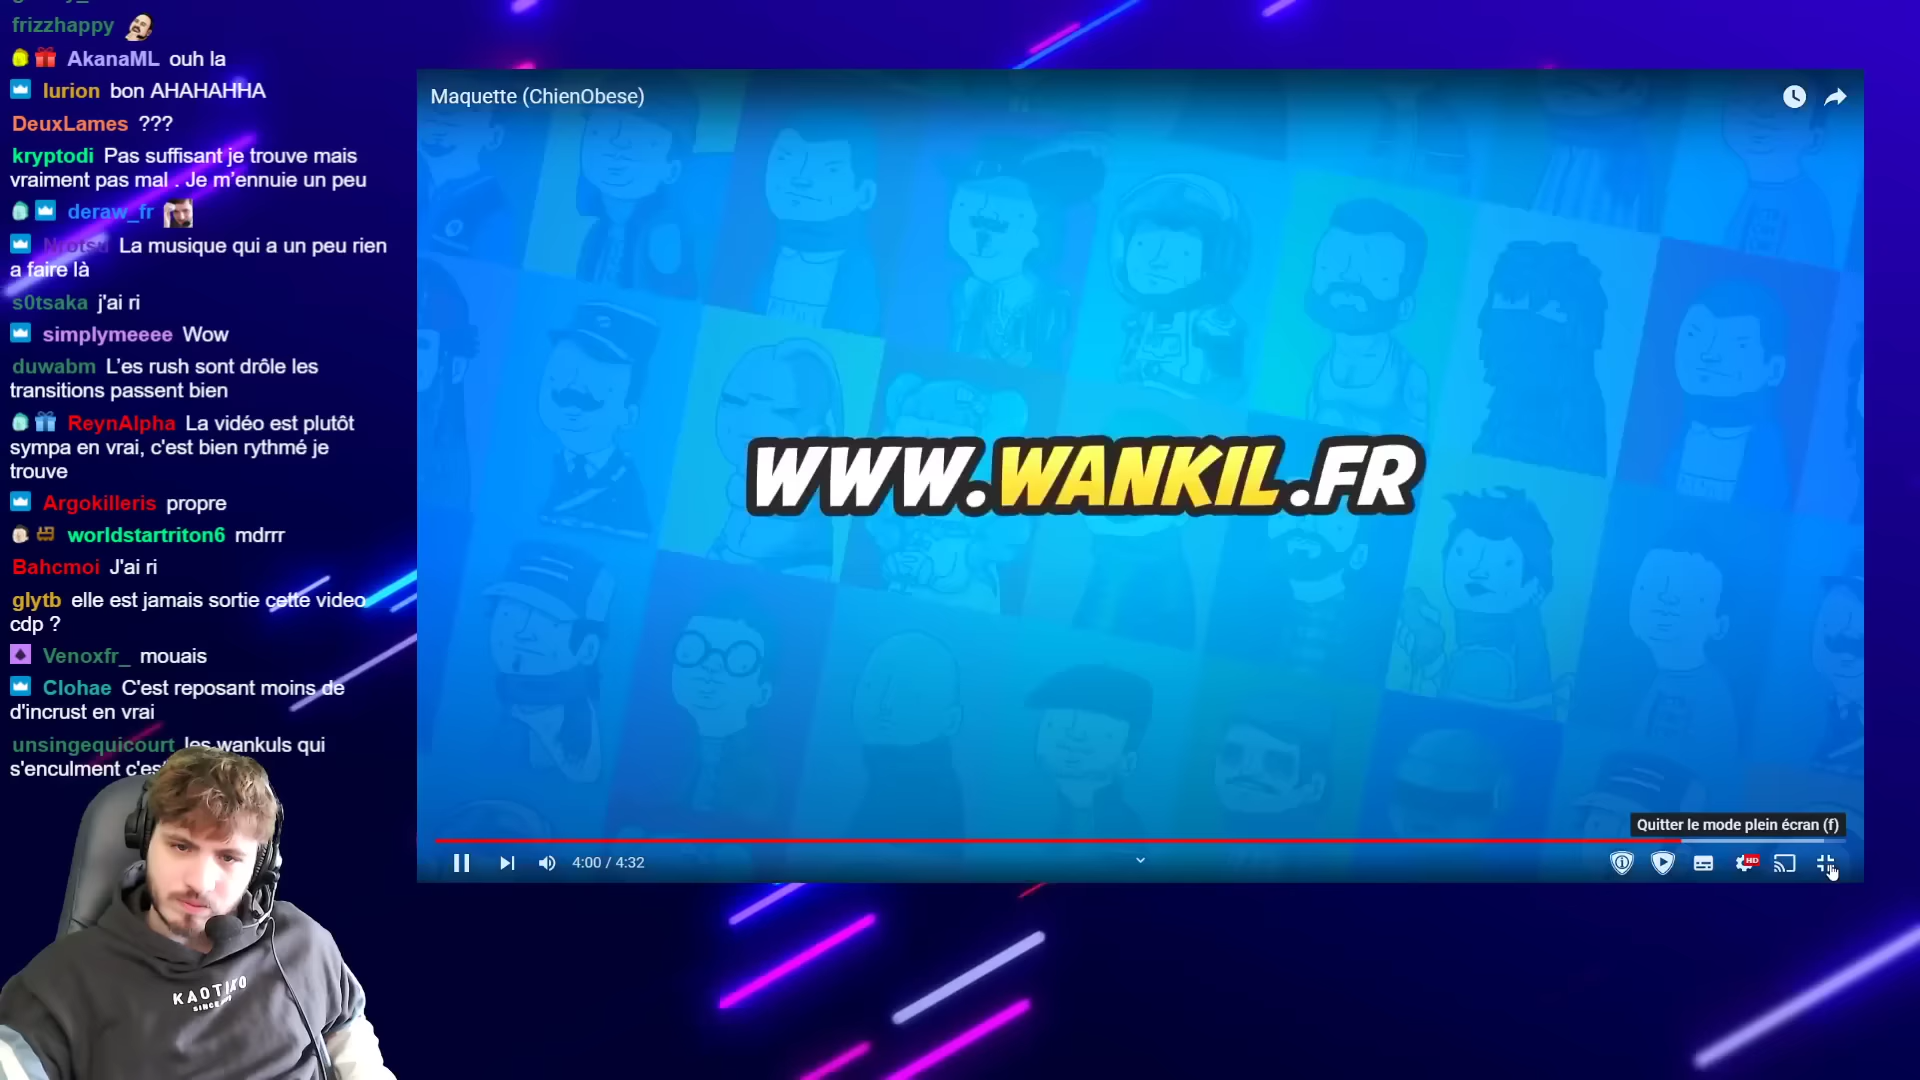 frizzhappy
AkanaML ouh la
lurion bon AHAHAHHA
DeuxLames ???
kryptodi Pas suffisant je trouve mais
vraiment pas mal . Je m'ennuie un peu
deraw_fr
Nrotsu La musique qui a un peu rien
a faire là
s0tsaka j'ai ri
simplymeeee Wow
duwabm L'es rush sont drôle les
transitions passent bien
ReynAlpha La vidéo est plutôt
sympa en vrai, c'est bien rythmé je
trouve
Argokilleris propre
worldstartriton6 mdrrr
Bahcmoi J'ai ri
glytb elle est jamais sortie cette video
cdp ?
Venoxfr_ mouais
Clohae C'est reposant moins de
d'incrust en vrai
unsingequicourt les wankuls qui
s'enculment
Maquette (ChienObese)
WWW.WANKIL.FR
Quitter le mode plein écran (f)
4:00 / 4:32
HD
KAOTIKO
SINCE